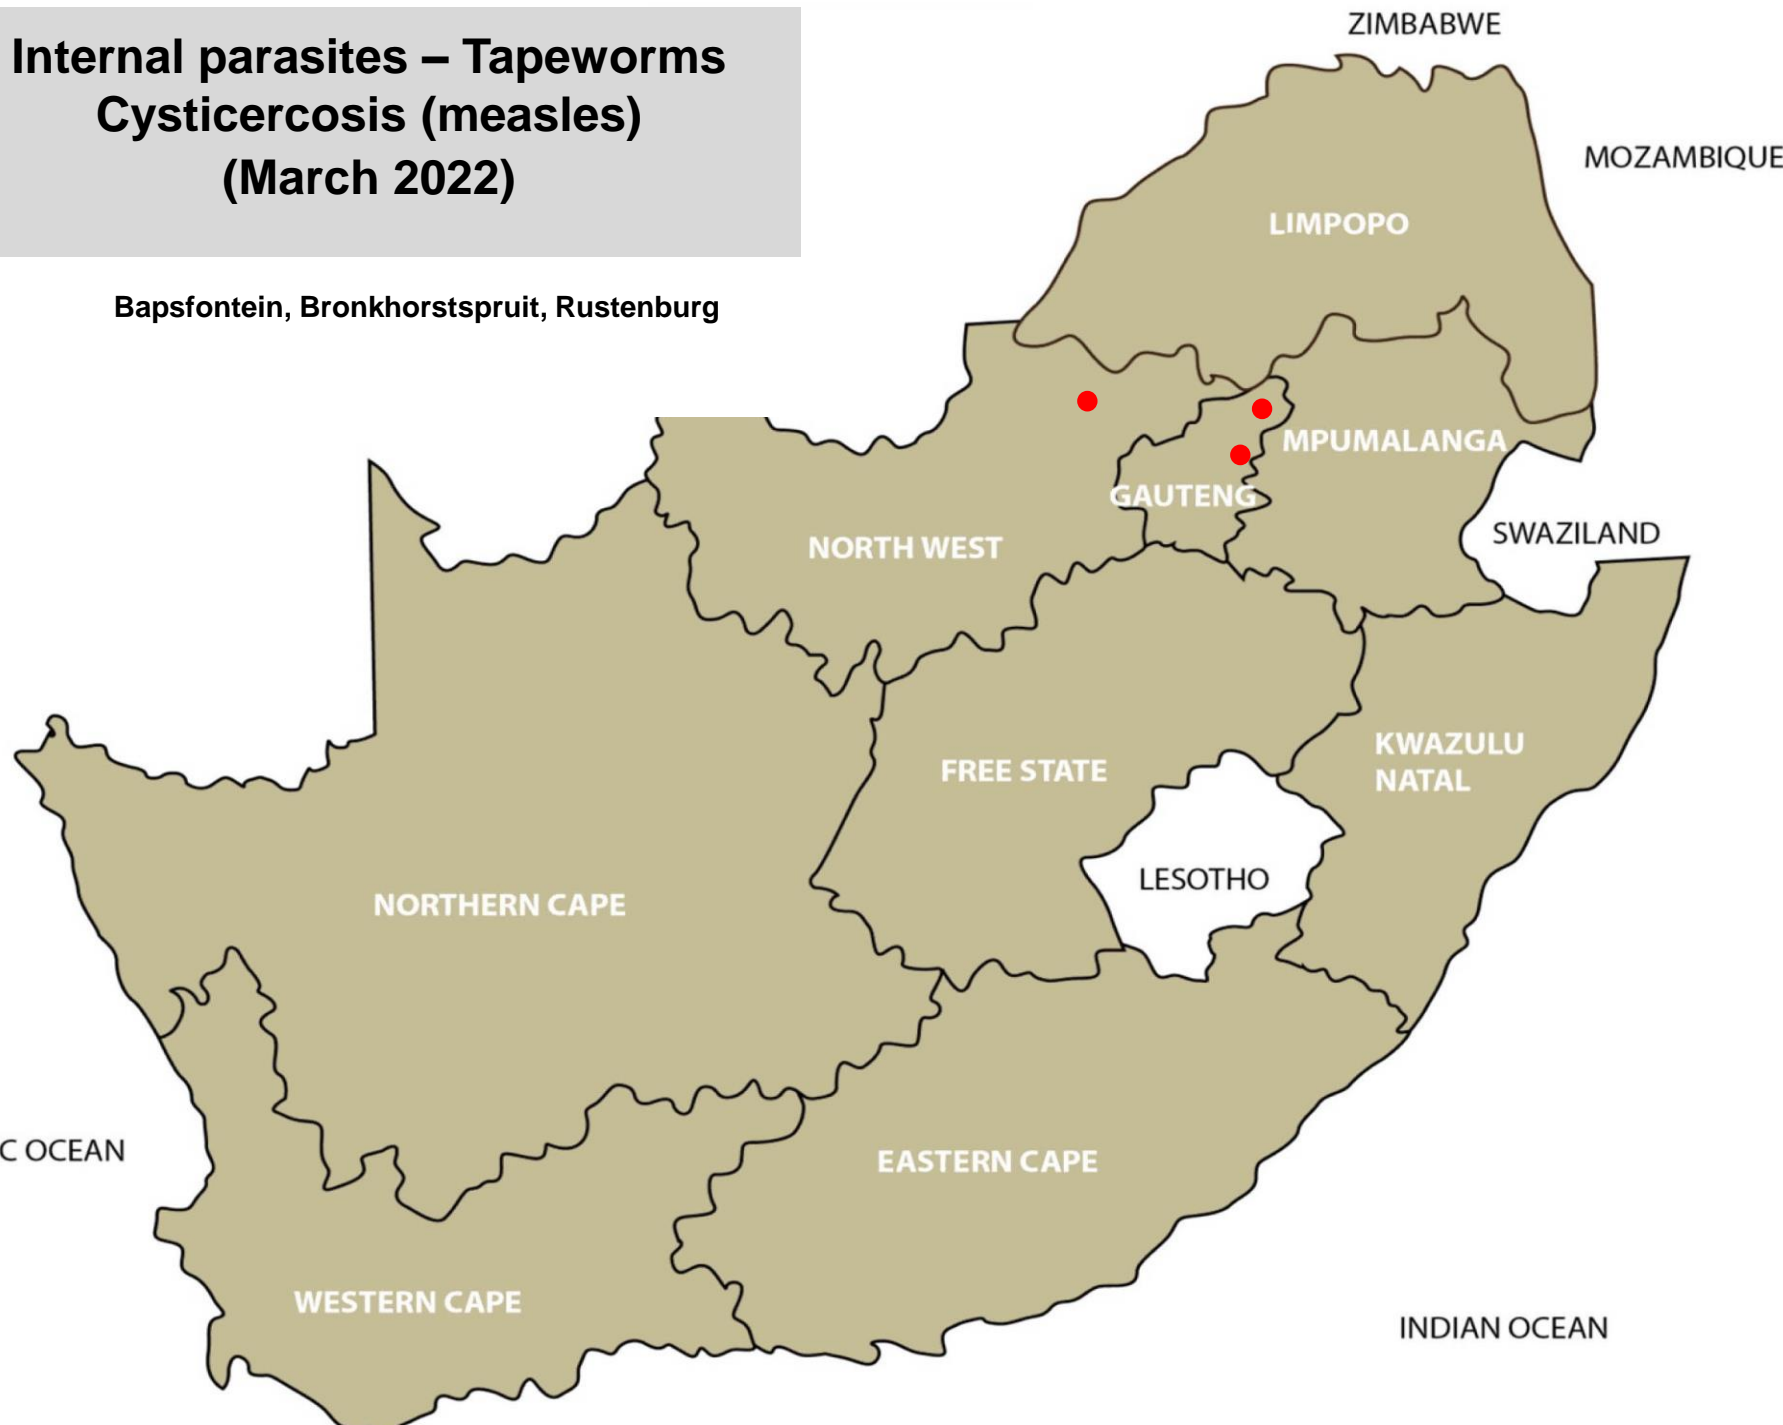 Internal parasites – Tapeworms
Cysticercosis (measles)
(March 2022)
Bapsfontein, Bronkhorstspruit, Rustenburg
ZIMBABWE
MOZAMBIQUE
LIMPOPO
MPUMALANGA
GAUTENG
SWAZILAND
NORTH WEST
KWAZULU
NATAL
FREE STATE
LESOTHO
NORTHERN CAPE
C OCEAN
EASTERN CAPE
WESTERN CAPE
INDIAN OCEAN